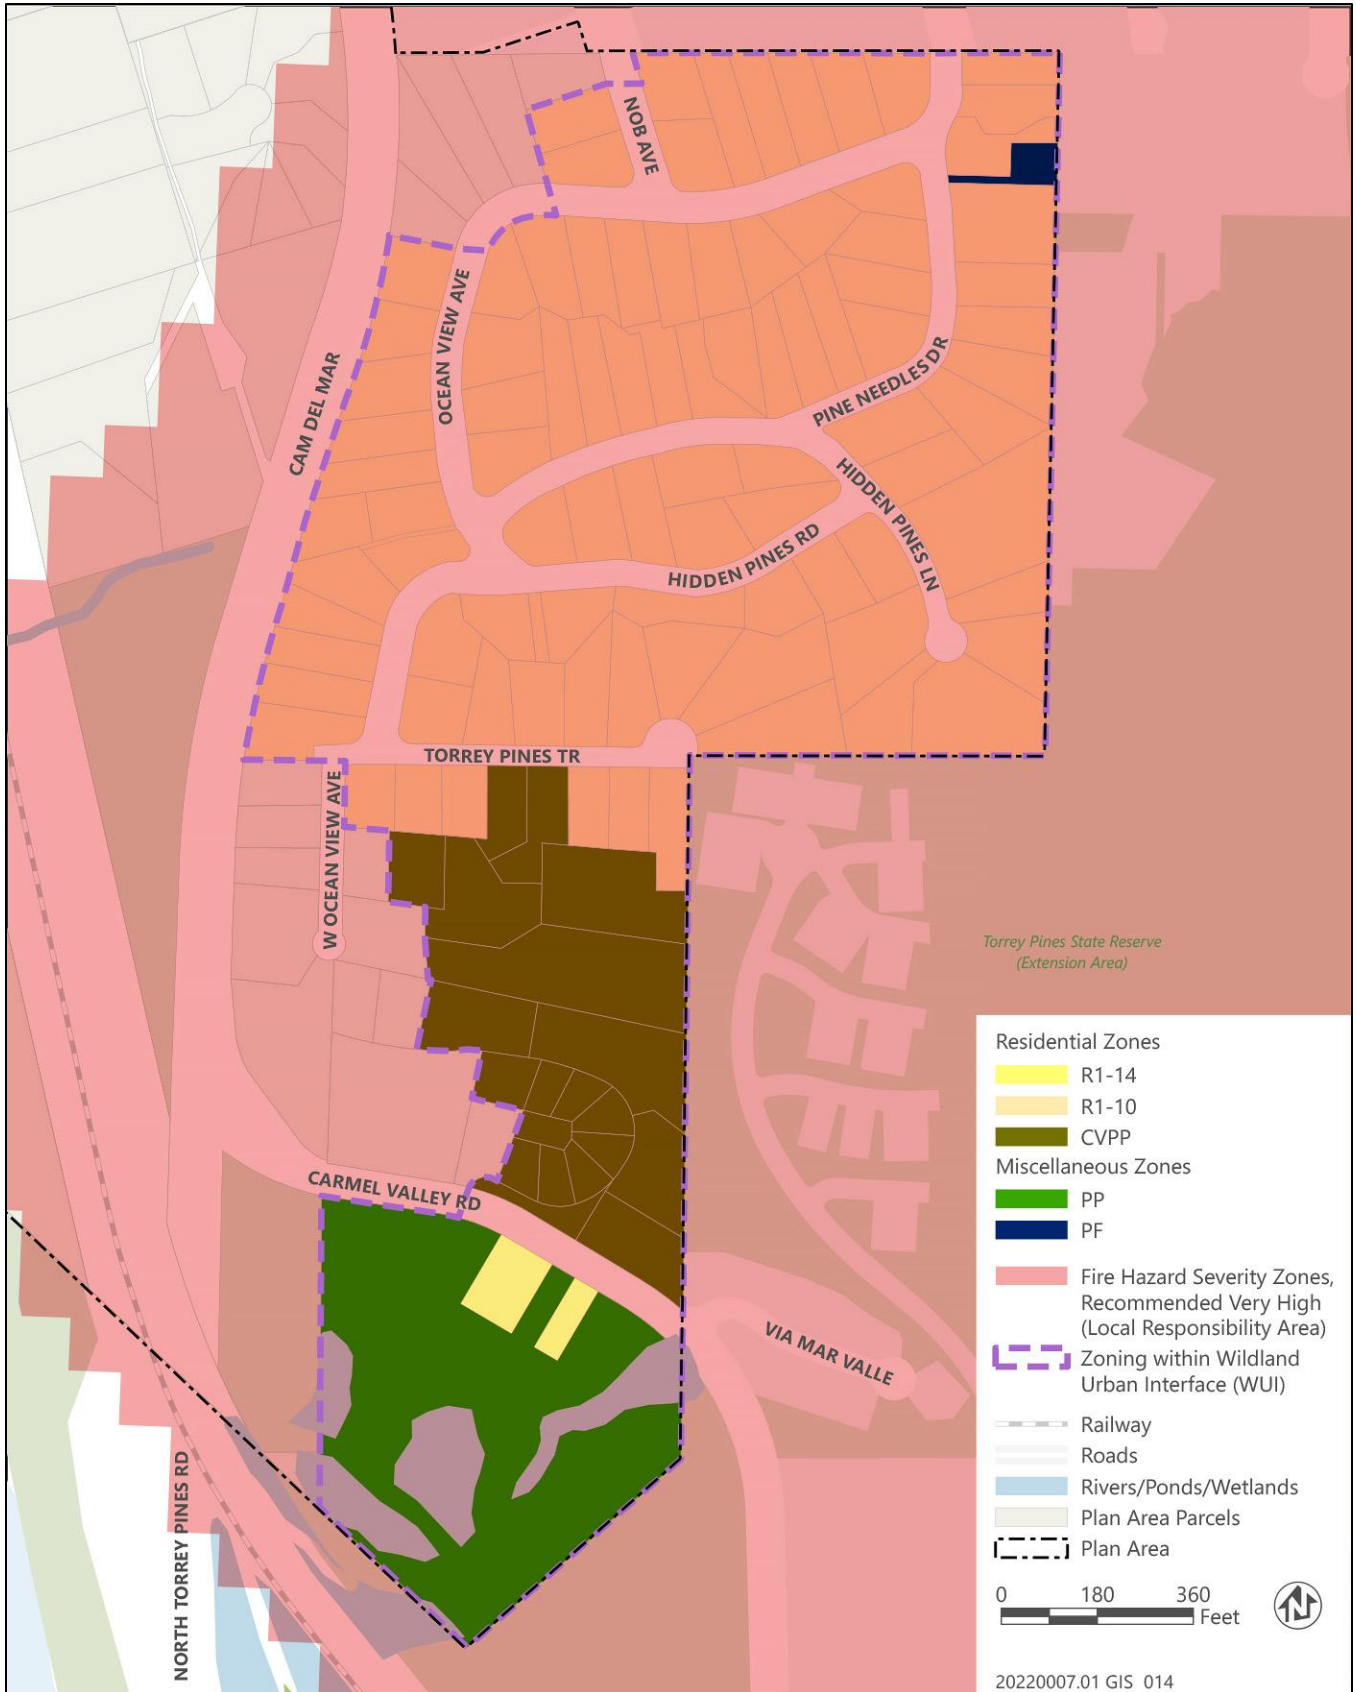 NOB AVE
OCEAN VIEW AVE
CAM DEL MAR
PINE NEEDLES DR
HIDDEN PINES LN
HIDDEN PINES RD
TORREY PINES TR
W OCEAN VIEW AVE
Torrey Pines State Reserve
(Extension Area)
CARMEL VALLEY RD
VIA MAR VALLE
NORTH TORREY PINES RD
Residential Zones
R1-14
R1-10
CVPP
Miscellaneous Zones
PP
PF
Fire Hazard Severity Zones,
Recommended Very High
(Local Responsibility Area)
Zoning within Wildland
Urban Interface (WUI)
Railway
Roads
Rivers/Ponds/Wetlands
Plan Area Parcels
Plan Area
0 180 360
Feet
N
20220007.01 GIS 014